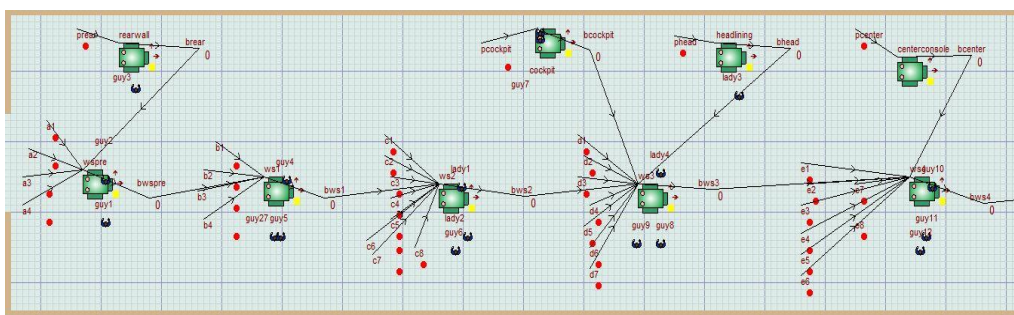 prear
rearwall
brear
0
guy3
pcockpit
bcockpit
0
cockpit
guy7
phead
headlining
bhead
0
lady3
pcenter
centerconsole
bcenter
0
a1
a2
a3
a4
guy2
wspre
guy1
bwspre
0
b1
b2
b3
b4
ws1
guy4
guy27
guy5
bws1
0
c1
c2
c3
c4
c5
c6
c7
c8
lady1
ws2
lady2
guy6
bws2
0
d1
d2
d3
d4
d5
d6
d7
lady4
ws3
guy9
guy8
bws3
0
e1
e2
e3
e4
e5
e6
e7
e8
guy10
guy11
guy12
bws4
0